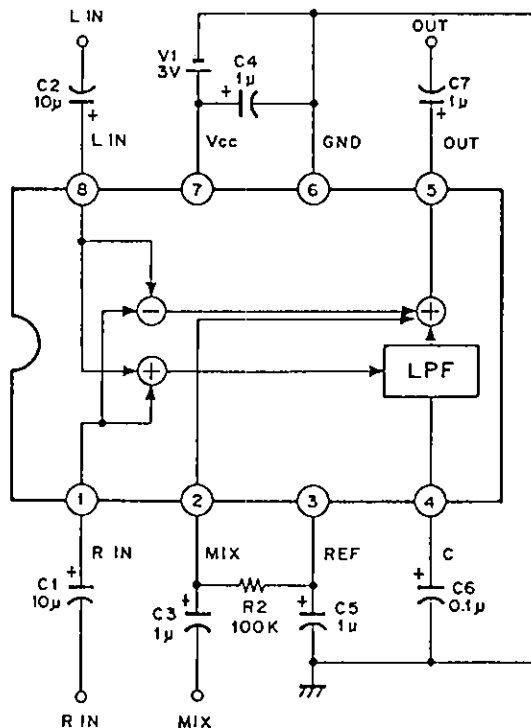 L IN
OUT
V1
3V
C4
1μ
C2
10μ
C7
1μ
L IN
Vcc
GND
OUT
8
7
6
5
−
+
+
LPF
1
2
3
4
R IN
MIX
REF
C
C1
10μ
C3
1μ
R2
100K
C5
1μ
C6
0.1μ
R IN
MIX